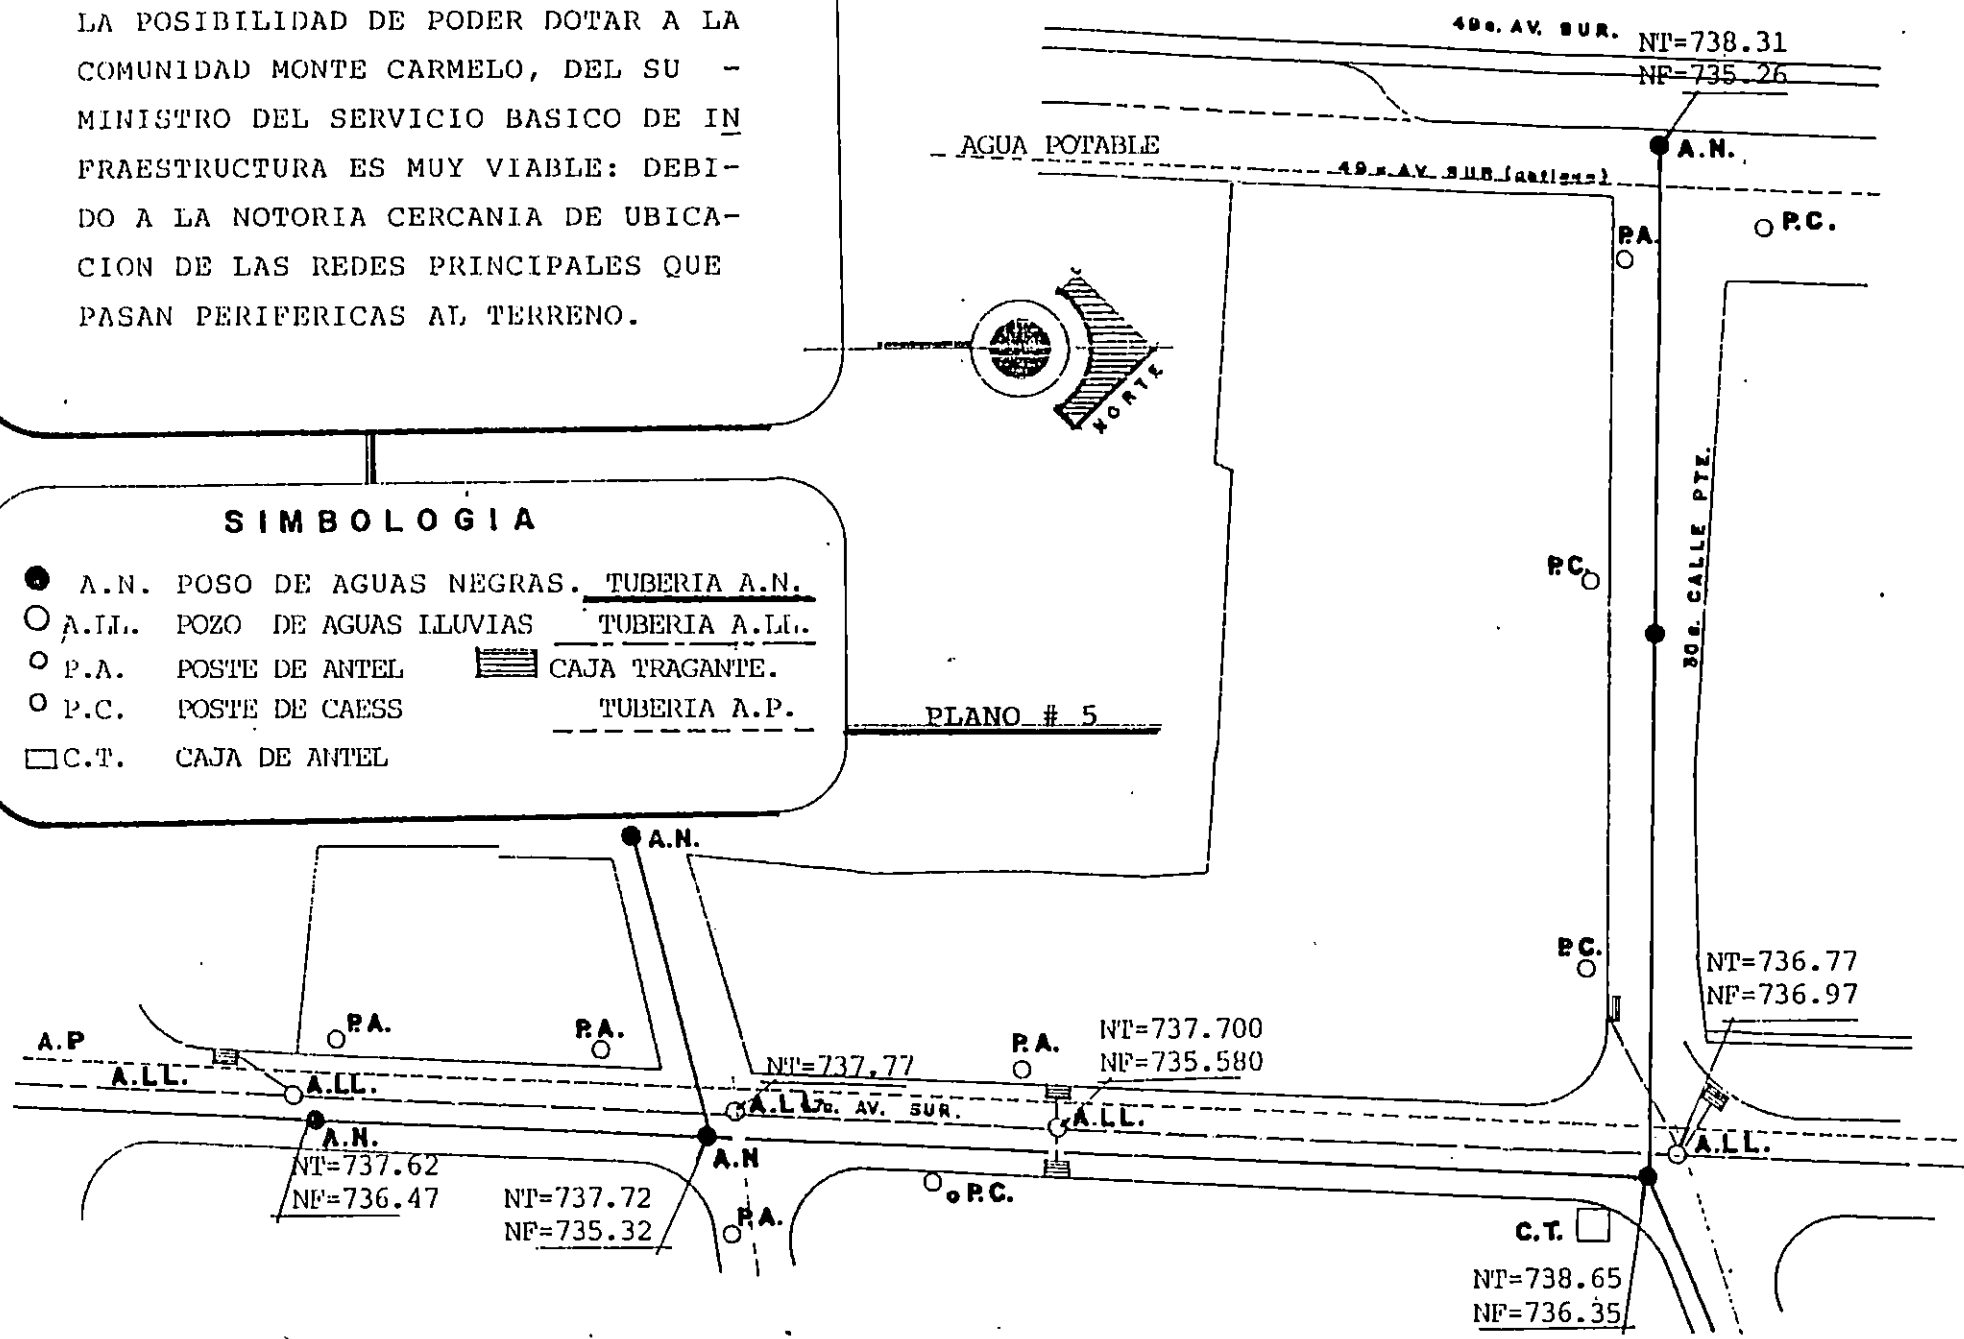 LA POSIBILIDAD DE PODER DOTAR A LA
COMUNIDAD MONTE CARMELO, DEL SU -
MINISTRO DEL SERVICIO BASICO DE IN
FRAESTRUCTURA ES MUY VIABLE: DEBI-
DO A LA NOTORIA CERCANIA DE UBICA-
CION DE LAS REDES PRINCIPALES QUE
PASAN PERIFERICAS AL TERRENO.
SIMBOLOGIA
A.N. POSO DE AGUAS NEGRAS. TUBERIA A.N.
A.LL. POZO DE AGUAS LLUVIAS TUBERIA A.LL.
P.A. POSTE DE ANTEL CAJA TRAGANTE.
P.C. POSTE DE CAESS TUBERIA A.P.
C.T. CAJA DE ANTEL
PLANO # 5
49a. AV. SUR.
NT=738.31
NF=735.26
A.N.
AGUA POTABLE
49a AV SUR (antigua)
P.A.
P.C.
NORTE
P.C.
30a. CALLE PTE.
P.C.
NT=736.77
NF=736.97
A.N.
A.P
A.LL.
P.A.
P.A.
A.LL.
A.N.
NT=737.62
NF=736.47
NT=737.77
A.LL
AV. SUR.
A.N
NT=737.72
NF=735.32
P.A.
P.A.
NT=737.700
NF=735.580
A.LL.
P.C.
A.LL.
C.T.
NT=738.65
NF=736.35